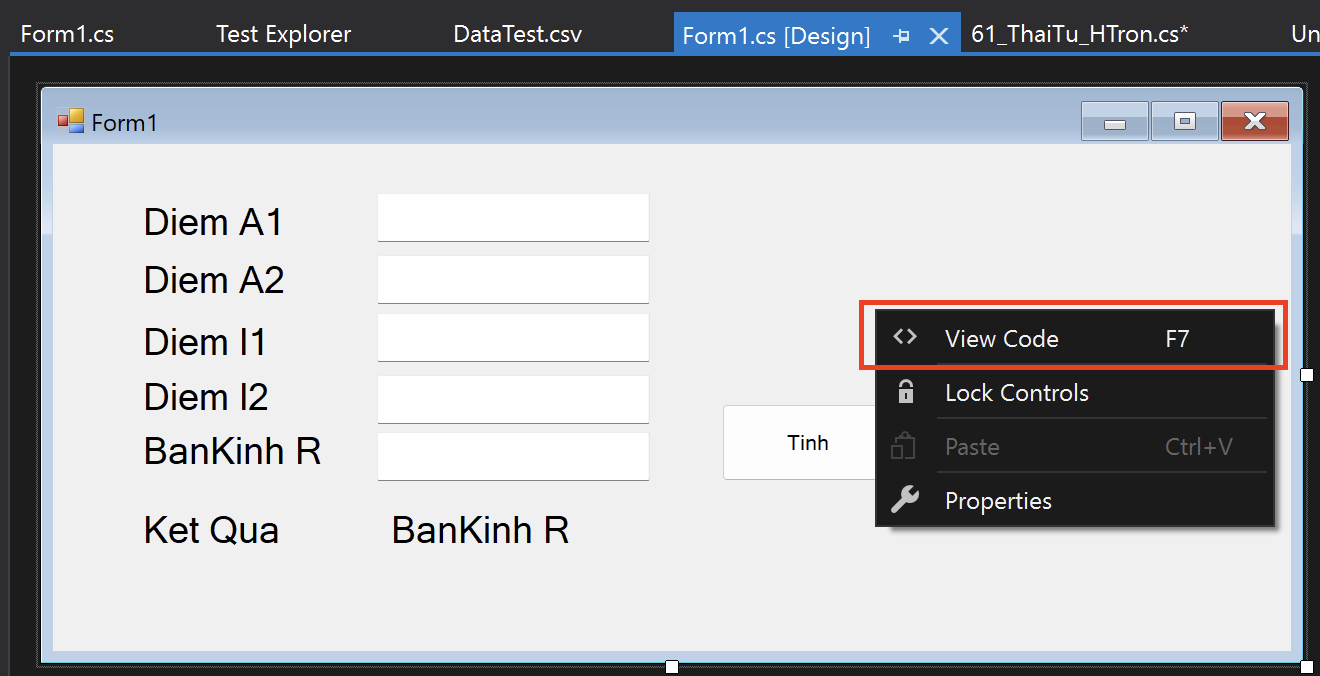 Form1.cs Test Explorer DataTest.csv Form1.cs [Design] 61_ThaiTu_HTron.cs* Un
Form1
Diem A1
Diem A2
Diem I1
Diem I2
BanKinh R
Ket Qua BanKinh R
Tinh
View Code F7
Lock Controls
Paste Ctrl+V
Properties